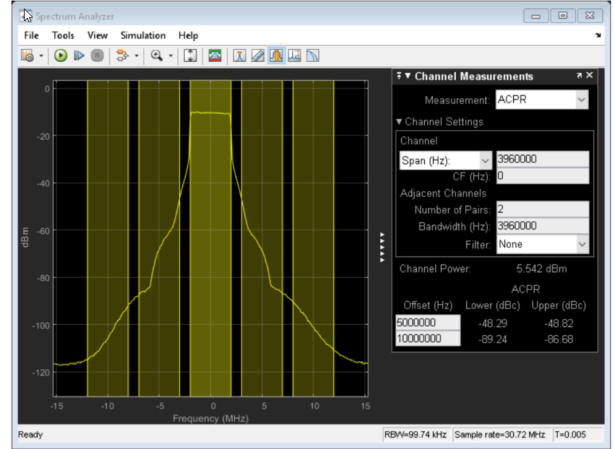 Spectrum Analyzer
File Tools View Simulation Help
Channel Measurements
Measurement: ACPR
Channel Settings
Channel
Span (Hz): 3960000
CF (Hz): 0
Adjacent Channels
Number of Pairs: 2
Bandwidth (Hz): 3960000
Filter: None
Channel Power: 5.542 dBm
ACPR
Offset (Hz) Lower (dBc) Upper (dBc)
5000000 -48.29 -48.82
10000000 -89.24 -86.68
dBm
0
-20
-40
-60
-80
-100
-120
-15 -10 -5 0 5 10 15
Frequency (MHz)
Ready RBW=99.74 kHz Sample rate=30.72 MHz T=0.005